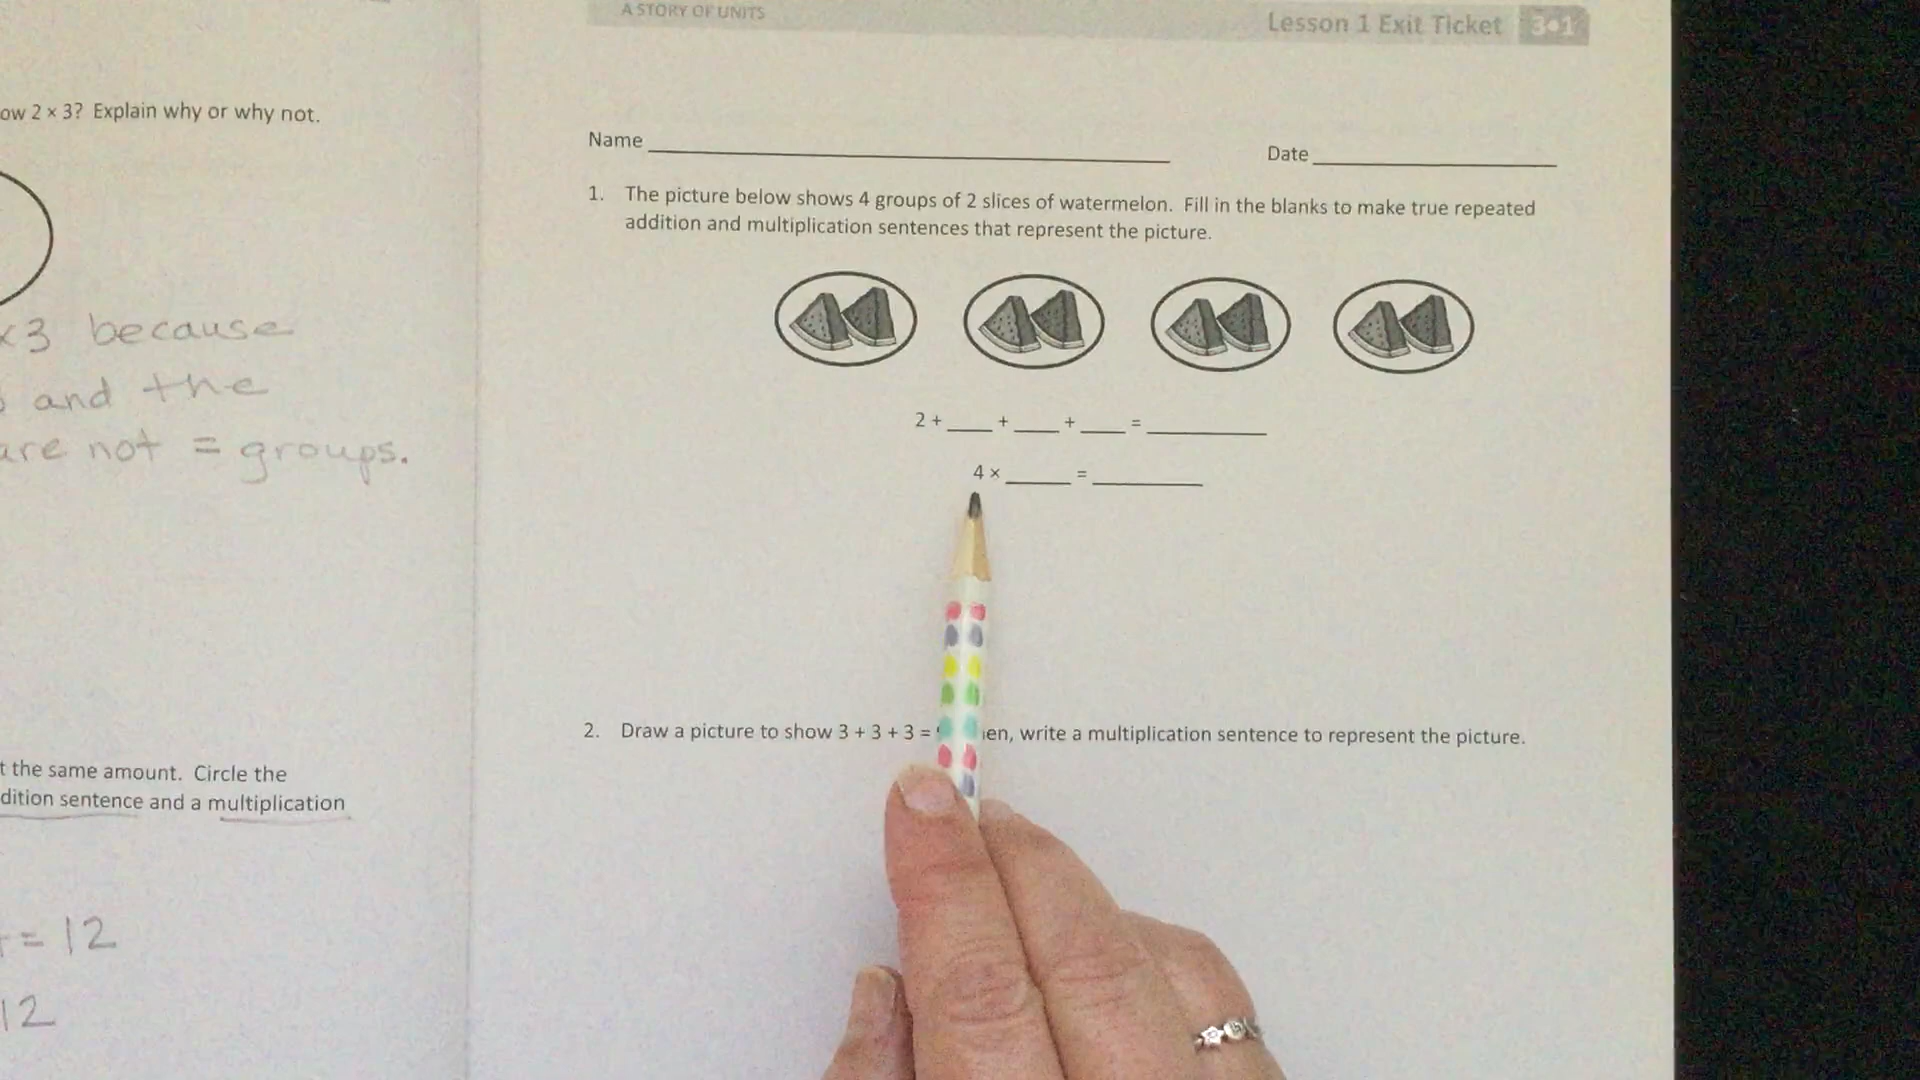 A STORY OF UNITS
Lesson 1 Exit Ticket 3•1
ow 2 × 3? Explain why or why not.
×3 because
and the
are not = groups.
t the same amount. Circle the
dition sentence and a multiplication
= 12
12
Name
Date
1. The picture below shows 4 groups of 2 slices of watermelon. Fill in the blanks to make true repeated
addition and multiplication sentences that represent the picture.
2 + ____ + ____ + ____ = ________
4 × ____ = ________
2. Draw a picture to show 3 + 3 + 3 = en, write a multiplication sentence to represent the picture.